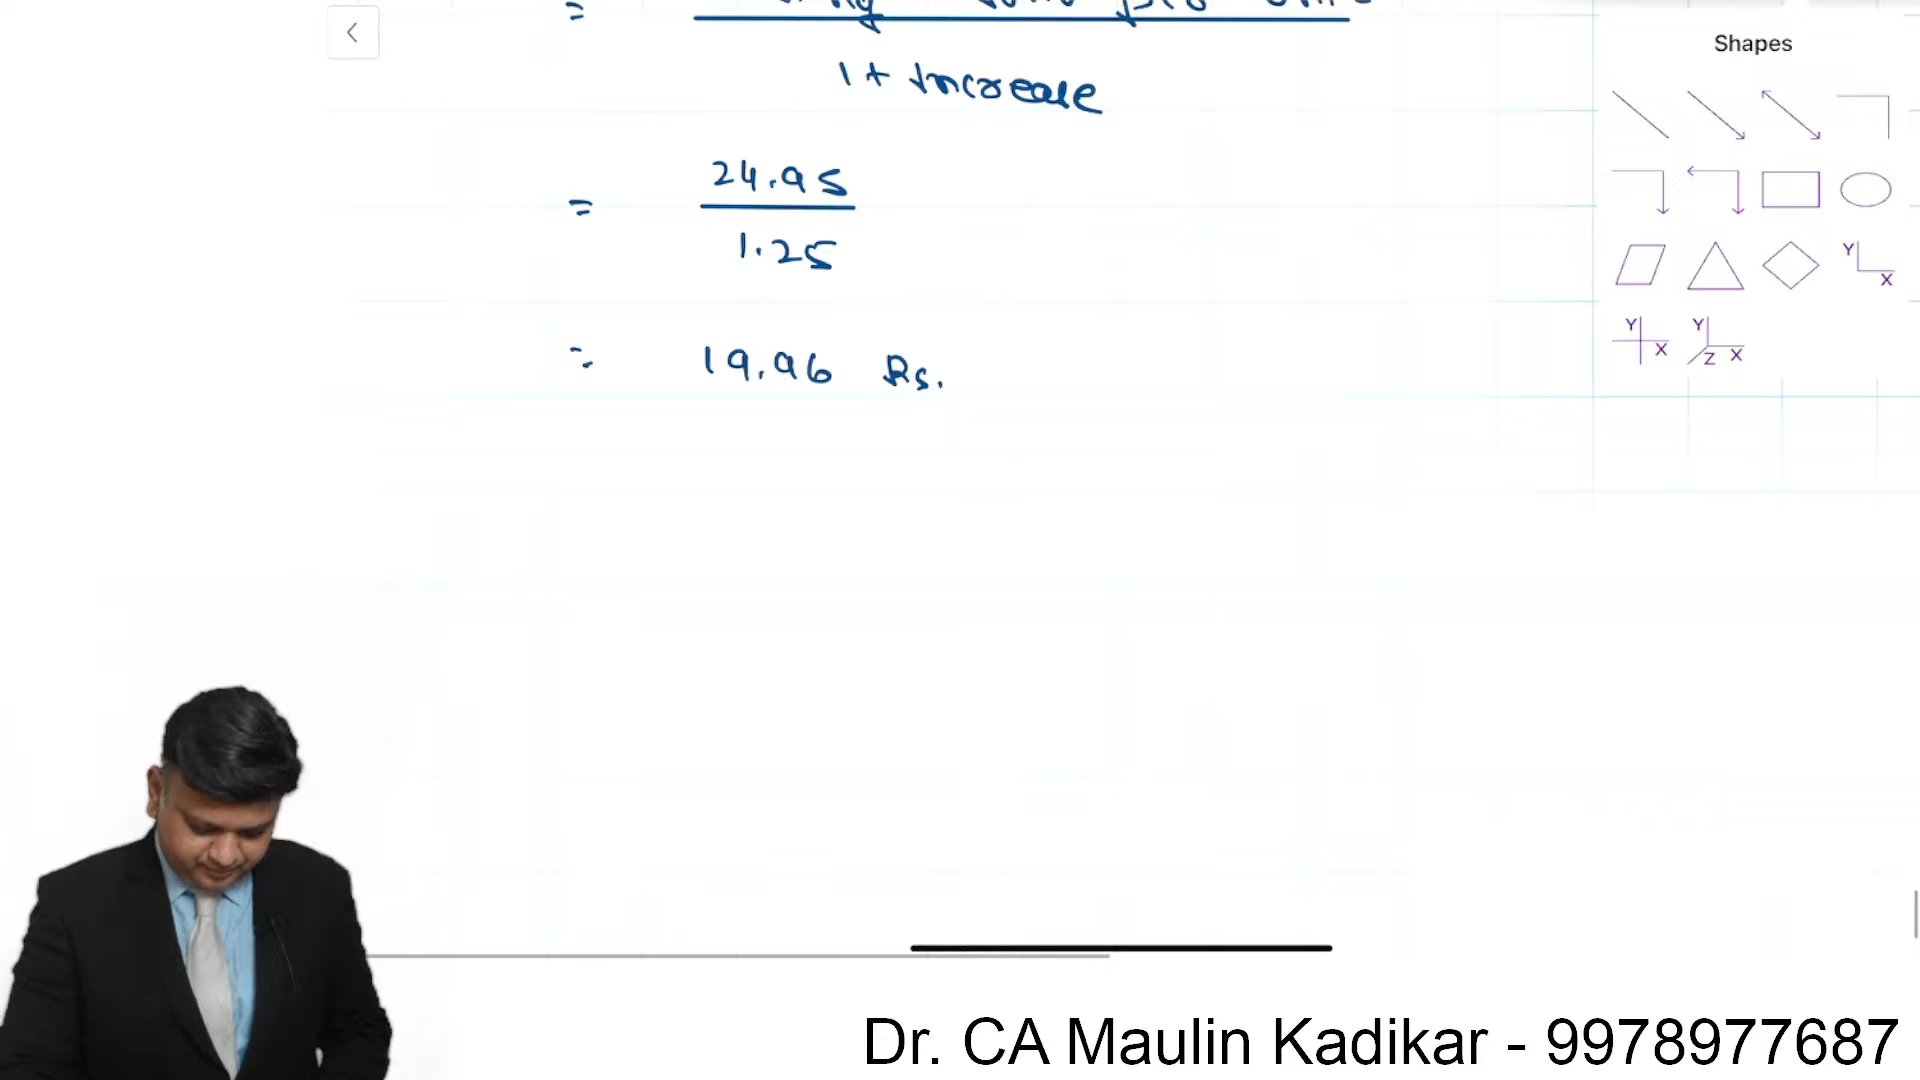 =
1 + Increase
= 24.95
1.25
= 19.96 Rs.
Shapes
Y
X
Y
X
Y
Z X
Dr. CA Maulin Kadikar - 9978977687